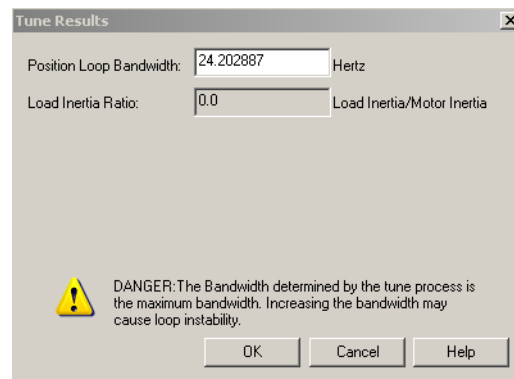 Tune Results
Position Loop Bandwidth: 24.202887 Hertz
Load Inertia Ratio: 0.0 Load Inertia/Motor Inertia
DANGER:The Bandwidth determined by the tune process is
the maximum bandwidth. Increasing the bandwidth may
cause loop instability.
OK Cancel Help